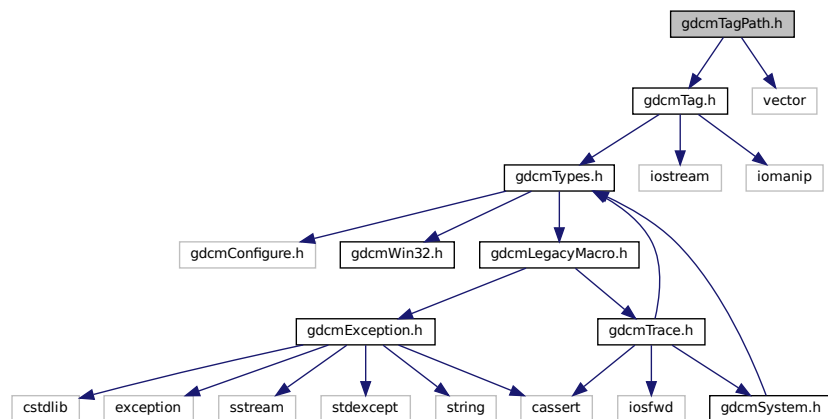 gdcmTagPath.h
gdcmTag.h
vector
gdcmTypes.h
iostream
iomanip
gdcmConfigure.h
gdcmWin32.h
gdcmLegacyMacro.h
gdcmException.h
gdcmTrace.h
cstdlib
exception
sstream
stdexcept
string
cassert
iosfwd
gdcmSystem.h